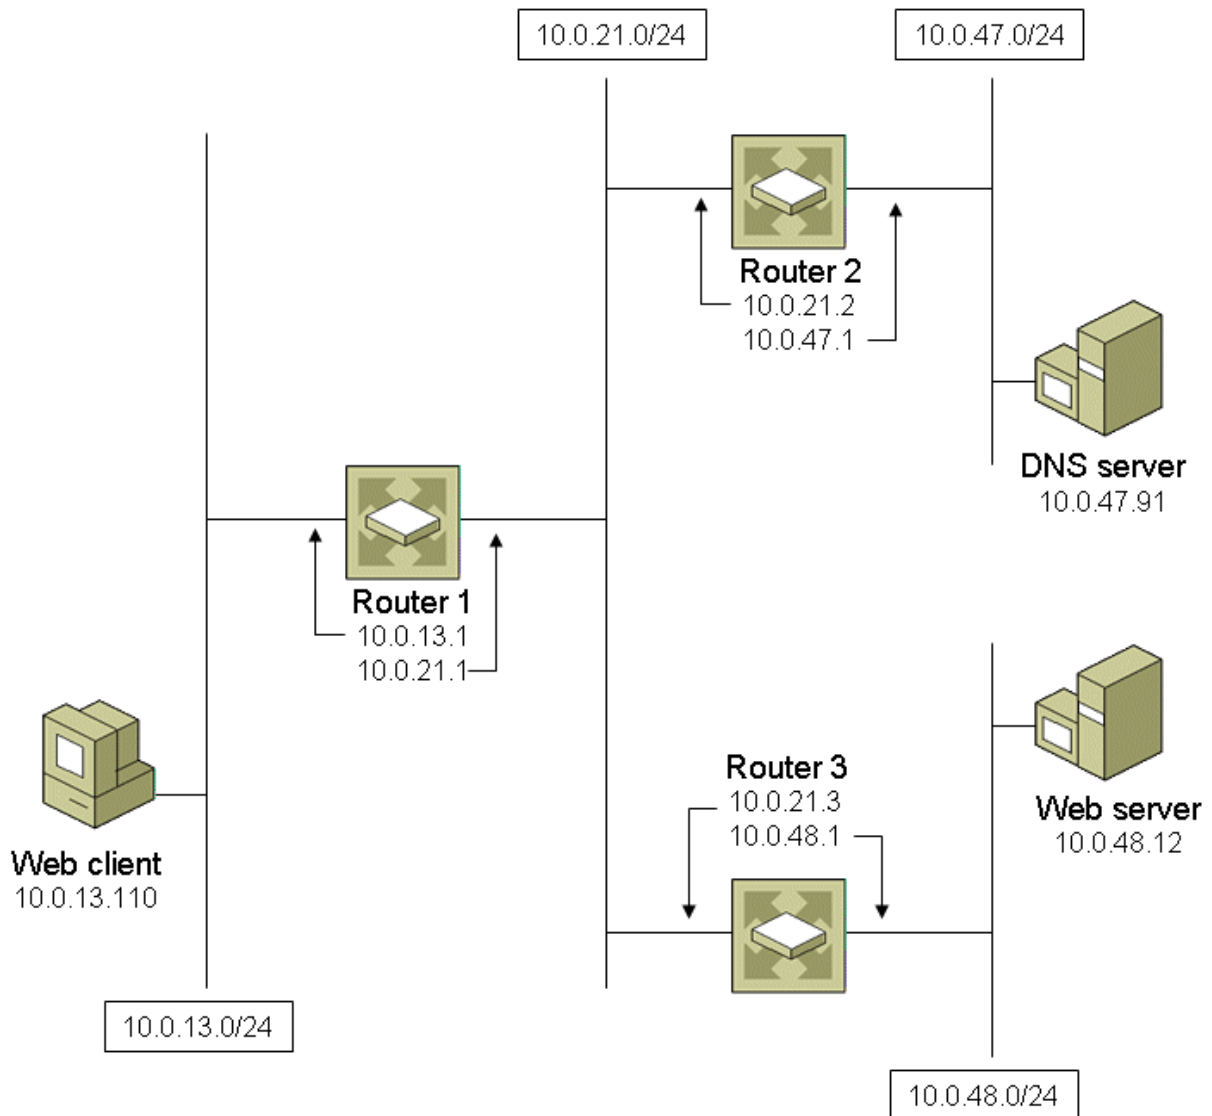 10.0.21.0/24
10.0.47.0/24
Router 2
10.0.21.2
10.0.47.1
DNS server
10.0.47.91
Router 1
10.0.13.1
10.0.21.1
Router 3
10.0.21.3
10.0.48.1
Web server
10.0.48.12
Web client
10.0.13.110
10.0.13.0/24
10.0.48.0/24